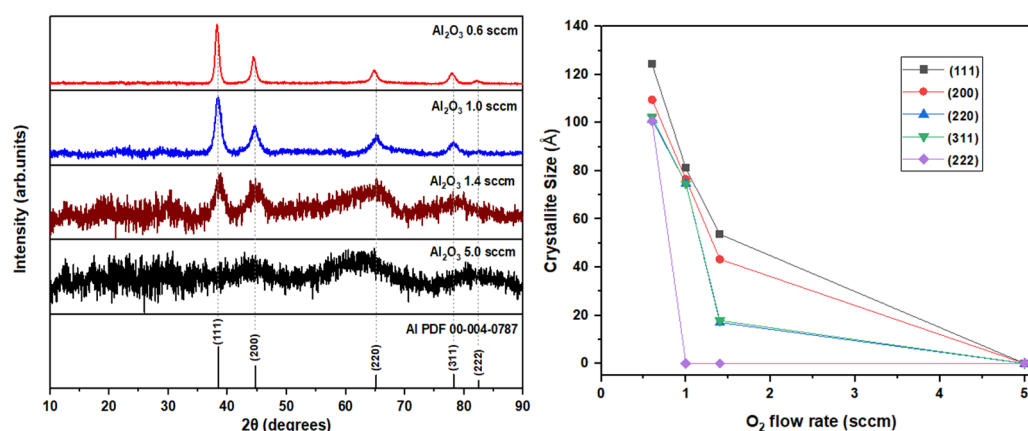 Al₂O₃ 0.6 sccm
Al₂O₃ 1.0 sccm
Al₂O₃ 1.4 sccm
Al₂O₃ 5.0 sccm
Al PDF 00-004-0787
(111)
(200)
(220)
(311)
(222)
Intensity (arb.units)
10 20 30 40 50 60 70 80 90
2θ (degrees)
140
120
100
80
60
40
20
0
Crystallite Size (Å)
(111)
(200)
(220)
(311)
(222)
0 1 2 3 4 5
O₂ flow rate (sccm)